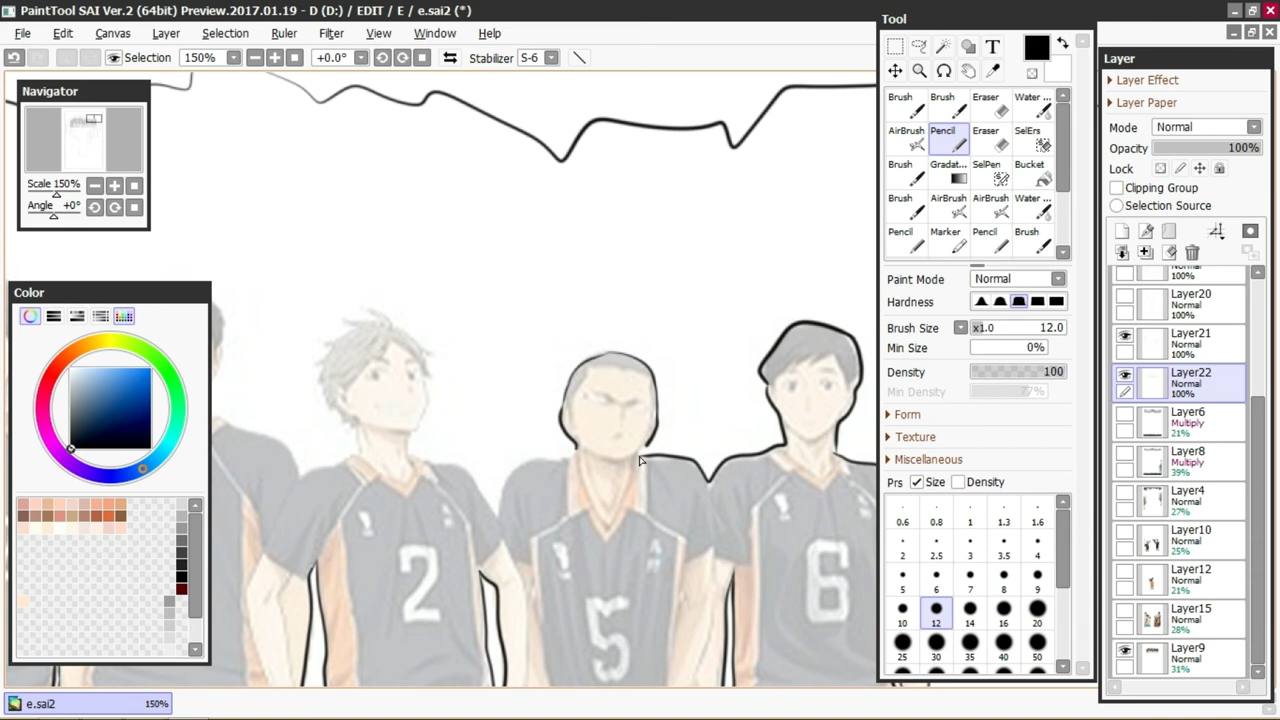 PaintTool SAI Ver.2 (64bit) Preview.2017.01.19 - D (D:) / EDIT / E / e.sai2 (*)
File Edit Canvas Layer Selection Ruler Filter View Window Help
Selection 150% +0.0° Stabilizer S-6
Navigator
Scale 150%
Angle +0°
Color
Tool
T
Brush Brush Eraser Water ...
AirBrush Pencil Eraser SelErs
Brush Gradat... SelPen Bucket
Brush AirBrush AirBrush Water ...
Pencil Marker Pencil Brush
Paint Mode Normal
Hardness
Brush Size x1.0 12.0
Min Size 0%
Density 100
Min Density 77%
Form
Texture
Miscellaneous
Prs Size Density
0.6 0.8 1 1.3 1.6
2 2.5 3 3.5 4
5 6 7 8 9
10 12 14 16 20
25 30 35 40 50
Layer
Layer Effect
Layer Paper
Mode Normal
Opacity 100%
Lock
Clipping Group
Selection Source
Normal
100%
Layer20
Normal
100%
Layer21
Normal
100%
Layer22
Normal
100%
Layer6
Multiply
21%
Layer8
Multiply
39%
Layer4
Normal
27%
Layer10
Normal
25%
Layer12
Normal
21%
Layer15
Normal
28%
Layer9
Normal
31%
2
5
6
e.sai2 150%